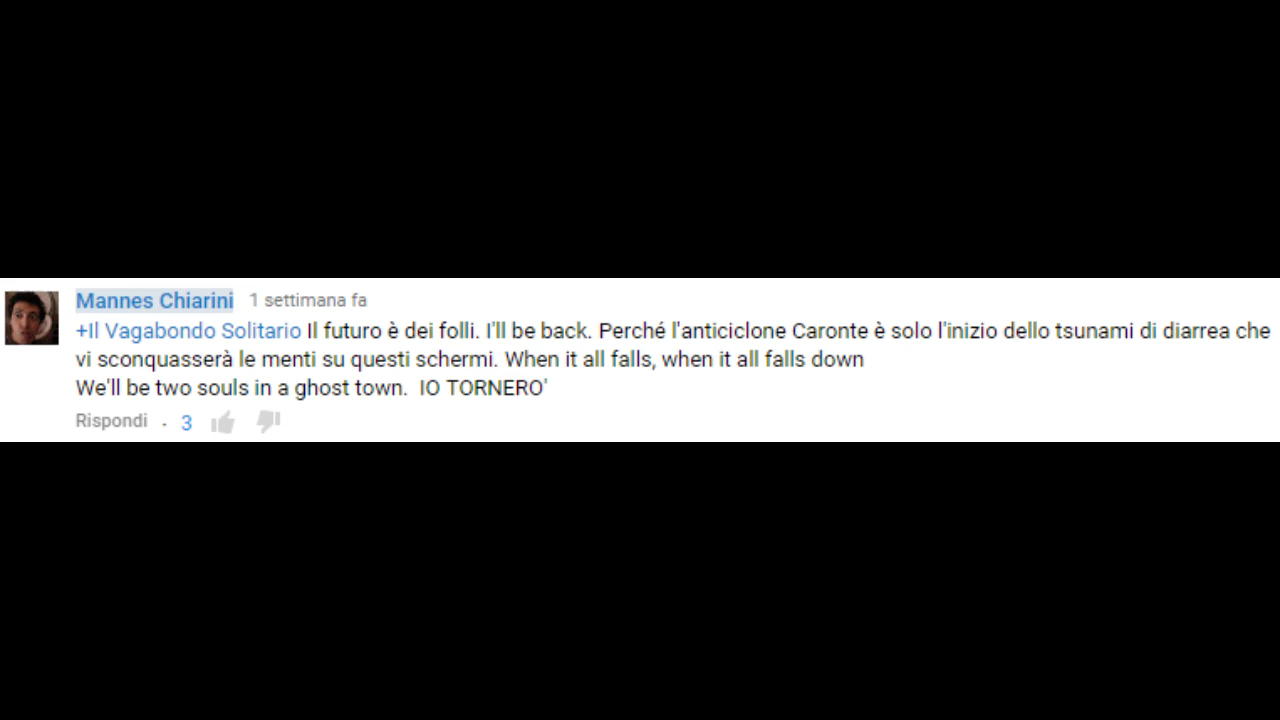 Mannes Chiarini 1 settimana fa
+Il Vagabondo Solitario Il futuro è dei folli. I'll be back. Perché l'anticiclone Caronte è solo l'inizio dello tsunami di diarrea che
vi sconquasserà le menti su questi schermi. When it all falls, when it all falls down
We'll be two souls in a ghost town.  IO TORNERO'
Rispondi . 3